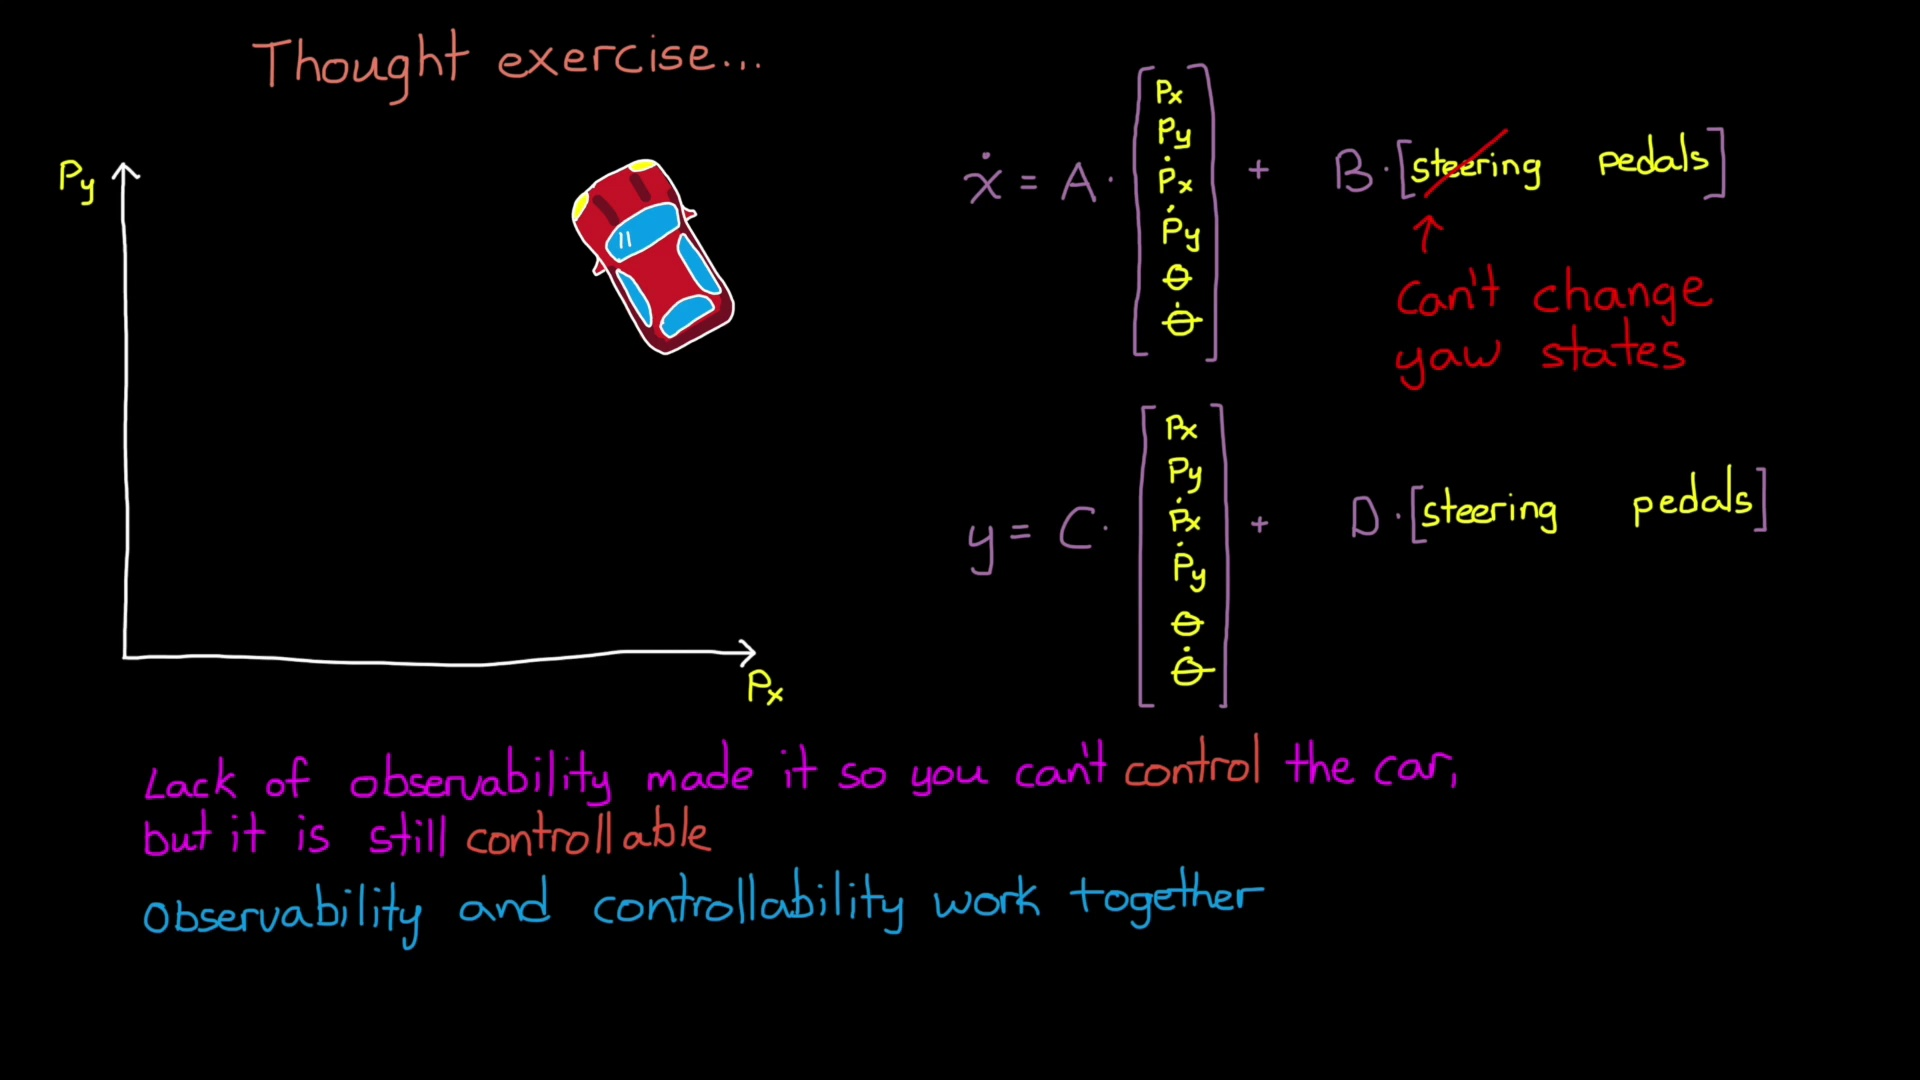 Thought exercise...
Py
Px
ẋ = A · [Px
Py
Ṗx
Ṗy
θ
θ̇] + B · [steering pedals]
↑
Can't change
yaw states
y = C · [Px
Py
Ṗx
Ṗy
θ
θ̇] + D · [steering pedals]
Lack of observability made it so you can't control the car,
but it is still controllable
Observability and controllability work together